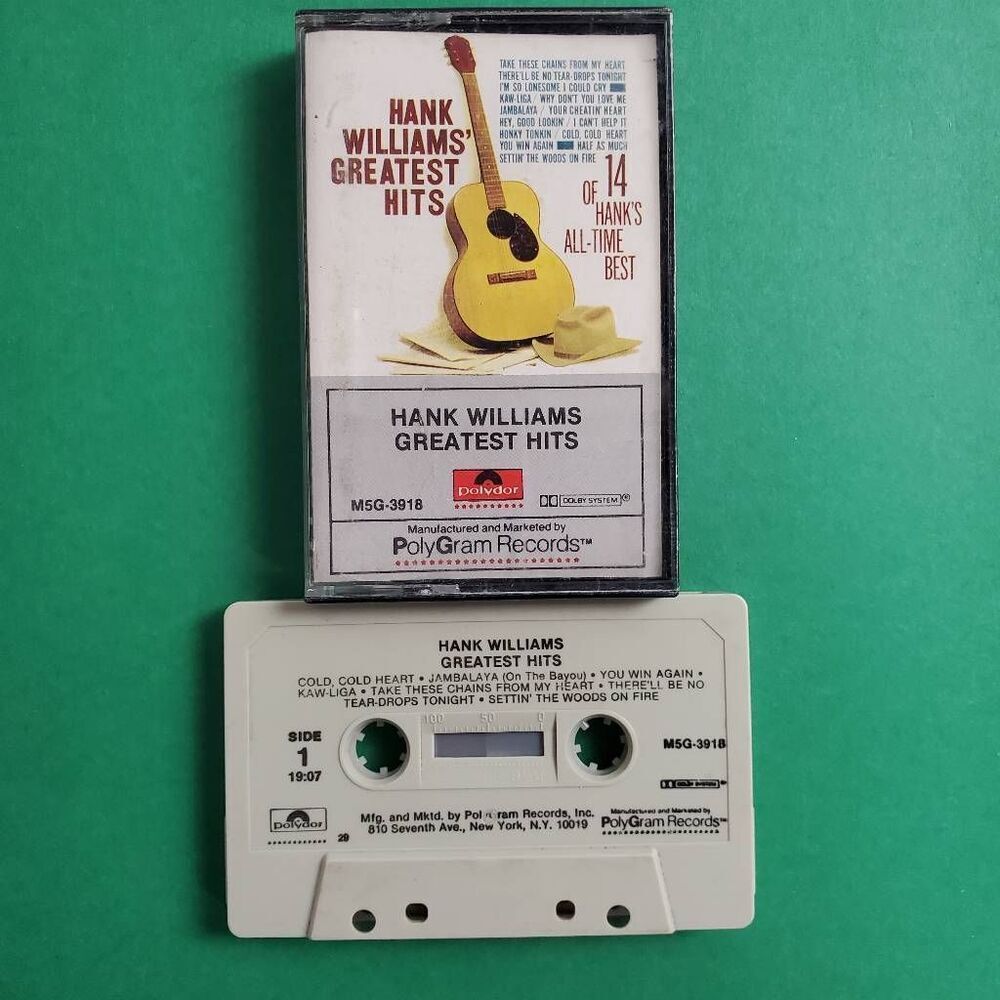 HANK
WILLIAMS'
GREATEST
HITS
TAKE THESE CHAINS FROM MY HEART
THERE'LL BE NO TEAR-DROPS TONIGHT
I'M SO LONESOME I COULD CRY
KAW-LIGA / WHY DON'T YOU LOVE ME
JAMBALAYA / YOUR CHEATIN' HEART
HEY, GOOD LOOKIN' / I CAN'T HELP IT
HONKY TONKIN' / COLD, COLD HEART
YOU WIN AGAIN HALF AS MUCH
SETTIN' THE WOODS ON FIRE
OF 14
HANK'S
ALL-TIME
BEST
HANK WILLIAMS
GREATEST HITS
M5G-3918
polydor
DOLBY SYSTEM®
Manufactured and Marketed by
PolyGram Records™
HANK WILLIAMS
GREATEST HITS
COLD, COLD HEART • JAMBALAYA (On The Bayou) • YOU WIN AGAIN •
KAW-LIGA • TAKE THESE CHAINS FROM MY HEART • THERE'LL BE NO
TEAR-DROPS TONIGHT • SETTIN' THE WOODS ON FIRE
100 50 0
SIDE
1
19:07
M5G-3918
DOLBY SYSTEM
polydor
29
Mfg. and Mktd. by PolyGram Records, Inc.
810 Seventh Ave., New York, N.Y. 10019
Manufactured and Marketed by
PolyGram Records™